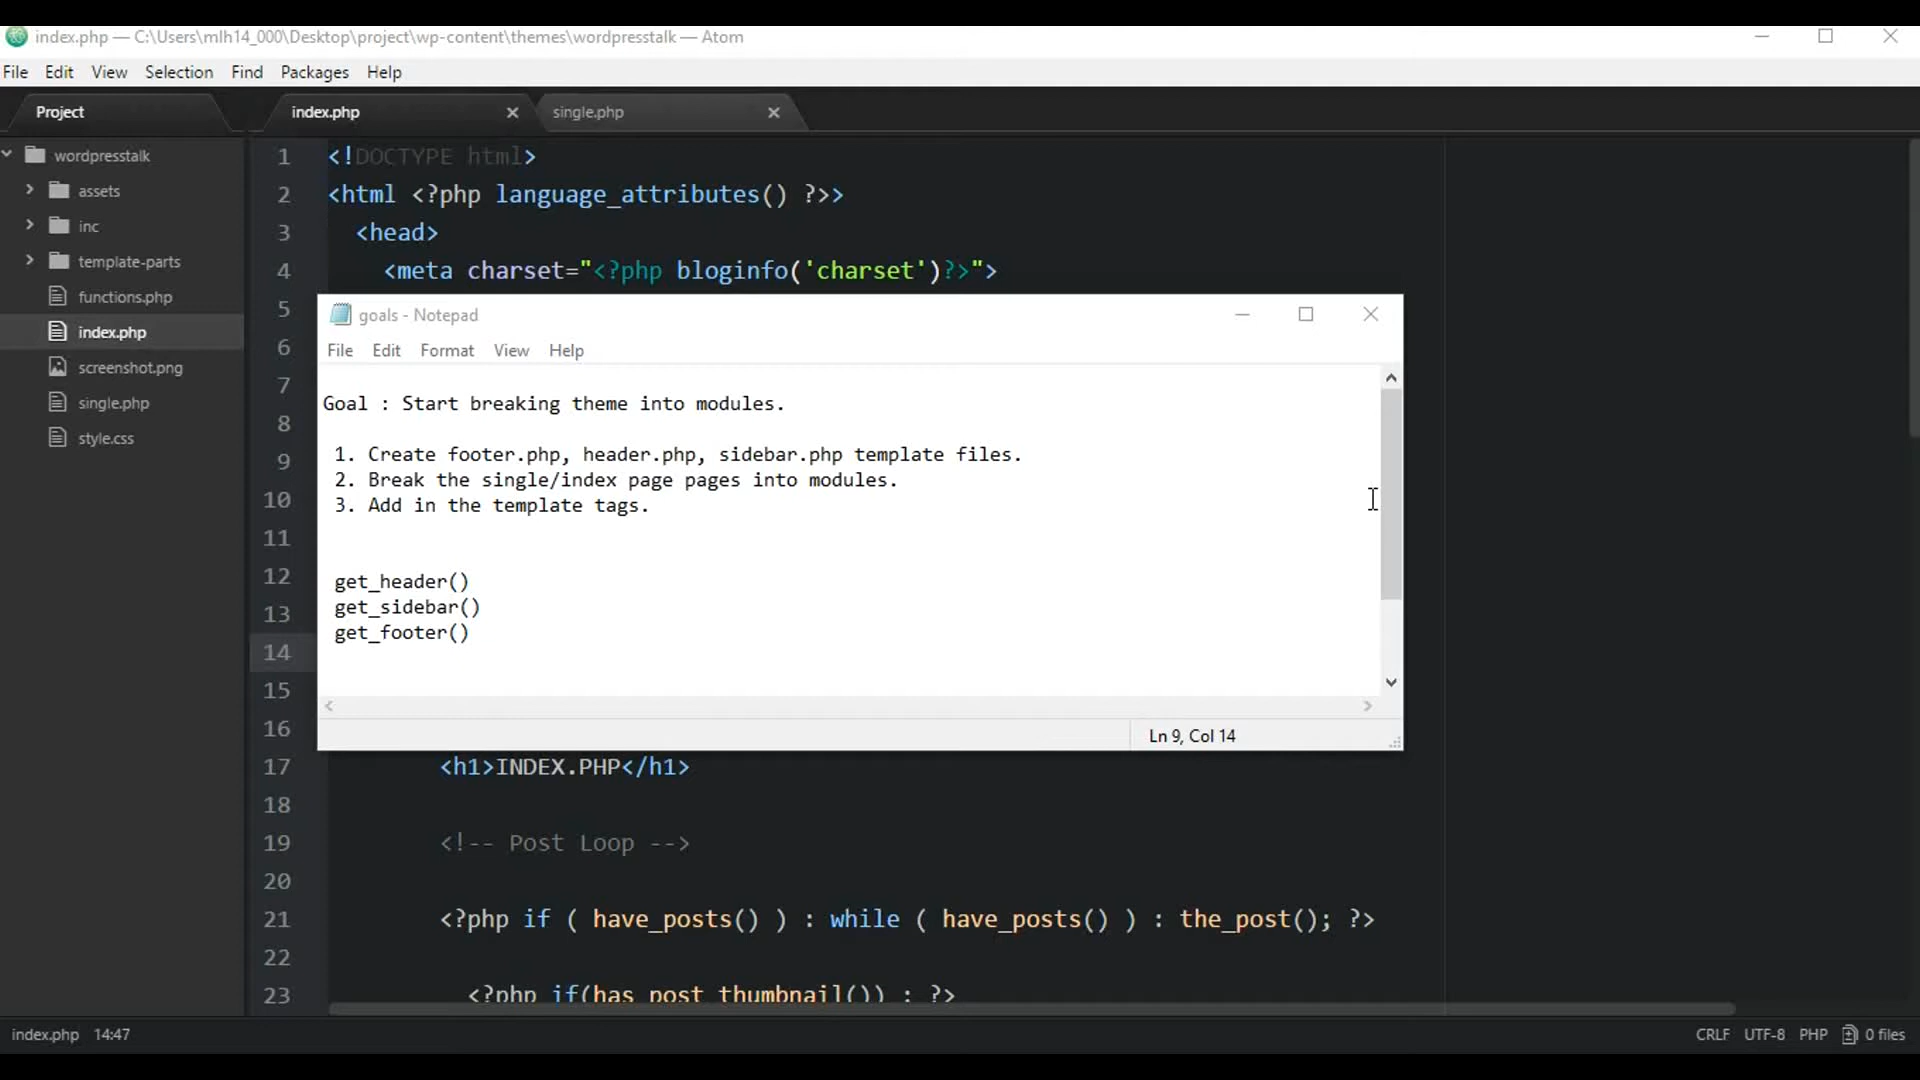 index.php — C:\Users\mlh14_000\Desktop\project\wp-content\themes\wordpresstalk — Atom
File Edit View Selection Find Packages Help
Project index.php single.php
wordpresstalk
assets
inc
template-parts
functions.php
index.php
screenshot.png
single.php
style.css
1 <!DOCTYPE html>
2 <html <?php language_attributes() ?>>
3 <head>
4 <meta charset="<?php bloginfo('charset')?>">
5
6
7
8
9
10
11
12
13
14
15
16
goals - Notepad
File Edit Format View Help
Goal : Start breaking theme into modules.
1. Create footer.php, header.php, sidebar.php template files.
2. Break the single/index page pages into modules.
3. Add in the template tags.
get_header()
get_sidebar()
get_footer()
Ln 9, Col 14
17 <h1>INDEX.PHP</h1>
18
19 <!-- Post Loop -->
20
21 <?php if ( have_posts() ) : while ( have_posts() ) : the_post(); ?>
22
23 <?php if(has_post_thumbnail()) : ?>
index.php 14:47 CRLF UTF-8 PHP 0 files